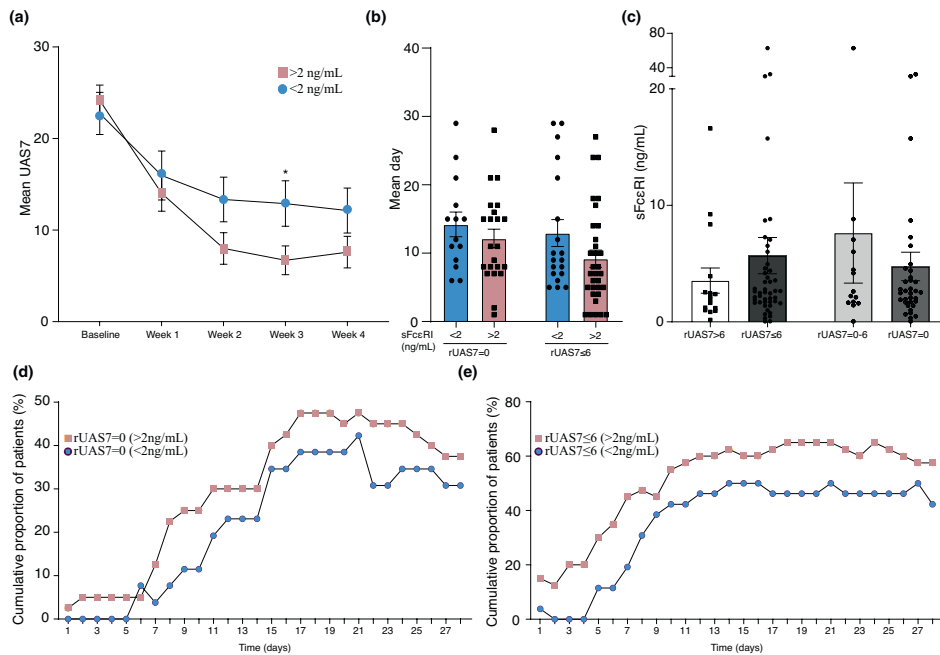 (a)
30
20
10
0
Mean UAS7
>2 ng/mL
<2 ng/mL
*
Baseline
Week 1
Week 2
Week 3
Week 4
(b)
40
30
20
10
0
Mean day
sFcεRI
(ng/mL)
<2
>2
<2
>2
rUAS7=0
rUAS7≤6
(c)
80
60
40
20
20
10
0
sFcεRI (ng/mL)
rUAS7>6
rUAS7≤6
rUAS7=0-6
rUAS7=0
(d)
50
40
30
20
10
0
Cumulative proportion of patients (%)
rUAS7=0 (>2ng/mL)
rUAS7=0 (<2ng/mL)
1 3 5 7 9 11 13 15 17 19 21 23 25 27
Time (days)
(e)
80
60
40
20
0
Cumulative proportion of patients (%)
rUAS7≤6 (>2ng/mL)
rUAS7≤6 (<2ng/mL)
1 3 5 7 9 11 13 15 17 19 21 23 25 27
Time (days)